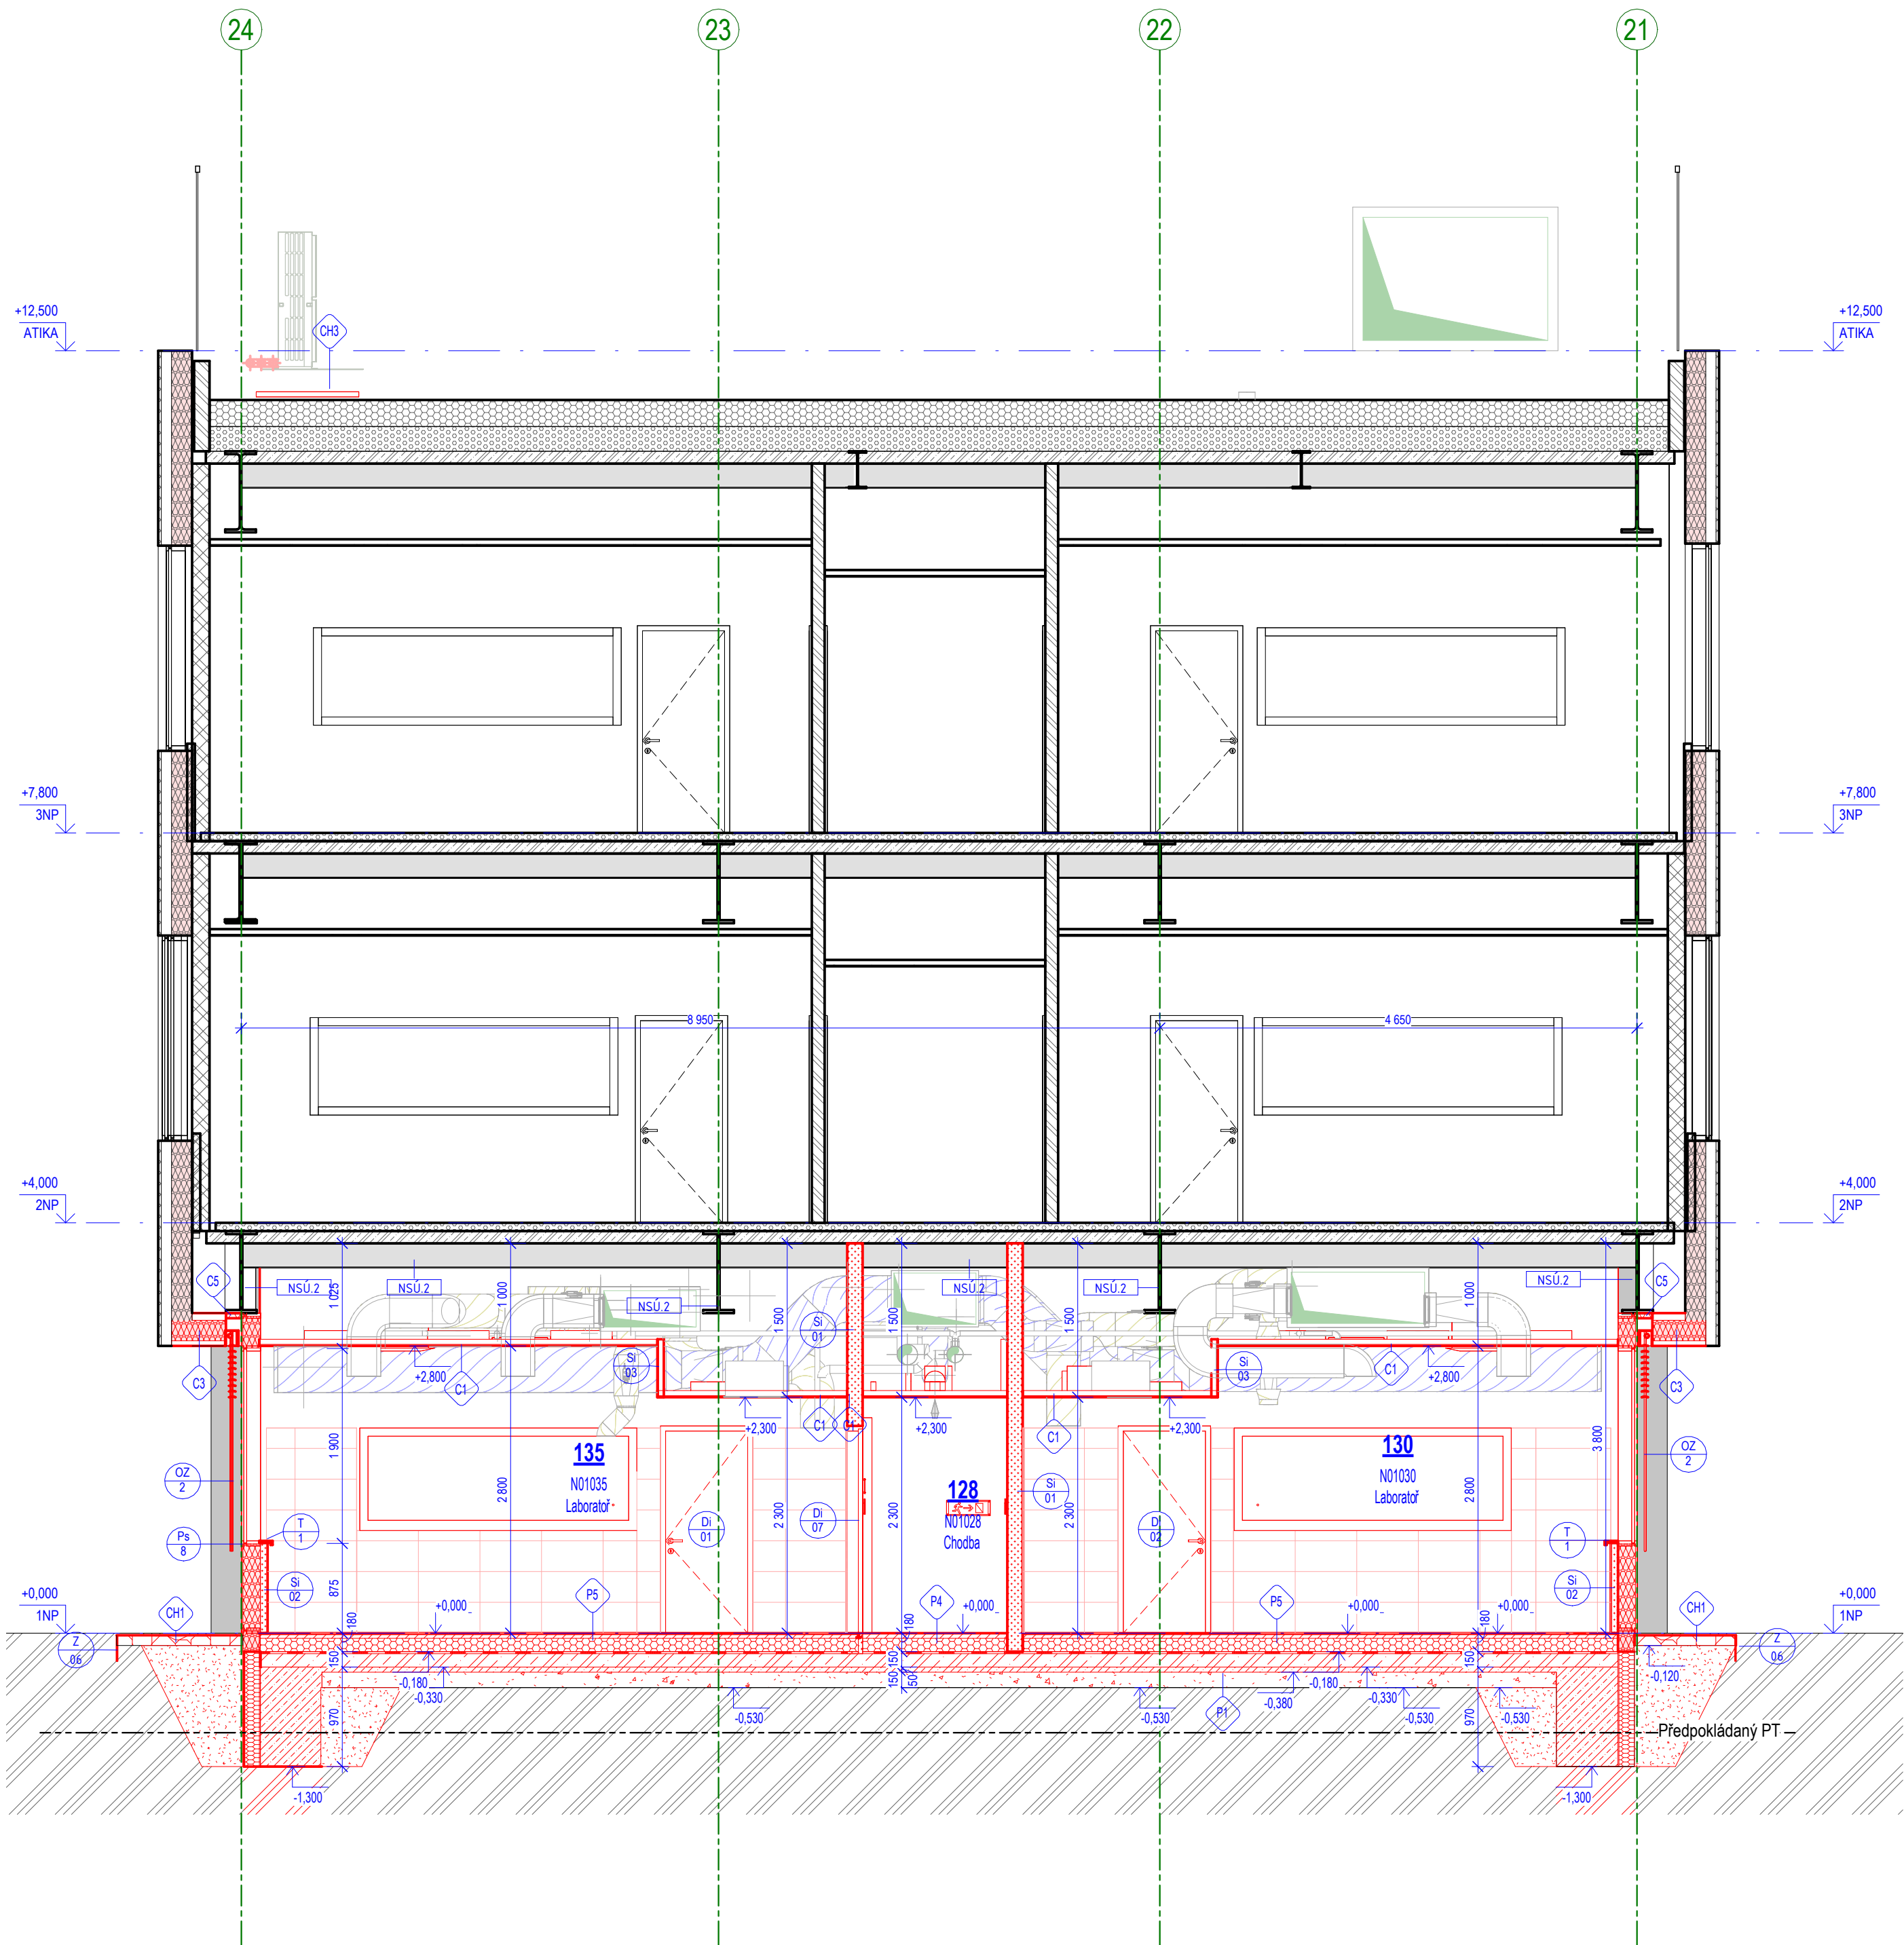 24
23
22
21
+12,500
ATIKA
CH3
+12,500
ATIKA
+7,800
3NP
+7,800
3NP
8 950
4 650
+4,000
2NP
+4,000
2NP
C5
NSÚ.2
NSÚ.2
NSÚ.2
NSÚ.2
NSÚ.2
NSÚ.2
C5
1 025
1 000
1 500
1 500
1 500
1 000
Si
01
Si
03
Si
03
C3
+2,800
C1
C1
+2,800
C3
+2,300
C1
+2,300
C1
+2,300
1 900
2 800
2 300
2 300
2 300
2 800
3 800
135
N01035
Laboratoř
130
N01030
Laboratoř
128
N01028
Chodba
OZ
2
Si
01
OZ
2
Ps
8
T
1
Di
01
Di
07
Di
02
T
1
Si
02
Si
02
875
P5
P4
P5
+0,000
1NP
CH1
+0,000
+0,000
+0,000
+0,000
CH1
+0,000
1NP
180
180
180
Z
06
Z
06
150
150
150
150
50
-0,180
-0,330
-0,180
-0,380
-0,330
-0,120
-0,530
-0,530
P1
-0,530
-0,530
970
970
Předpokládaný PT
-1,300
-1,300